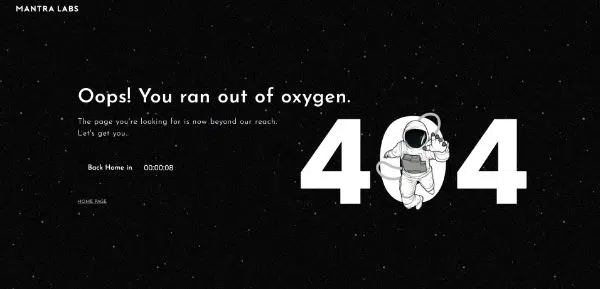 MANTRA LABS
Oops! You ran out of oxygen.
The page you're looking for is now beyond our reach.
Let's get you..
Back Home in 00:00:08
HOME PAGE
404